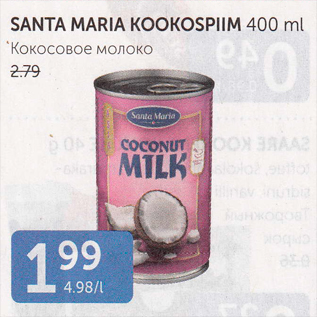 SANTA MARIA KOOKOSPIIM 400 ml
Кокосовое молоко
2.79
Santa Maria
COCONUT
MILK
1 99
4.98/l